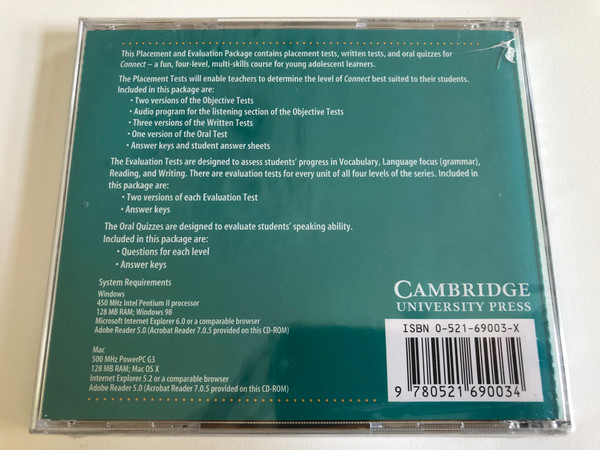 This Placement and Evaluation Package contains placement tests, written tests, and oral quizzes for
Connect – a fun, four-level, multi-skills course for young adolescent learners.
The Placement Tests will enable teachers to determine the level of Connect best suited to their students.
Included in this package are:
• Two versions of the Objective Tests
• Audio program for the listening section of the Objective Tests
• Three versions of the Written Tests
• One version of the Oral Test
• Answer keys and student answer sheets
The Evaluation Tests are designed to assess students' progress in Vocabulary, Language focus (grammar),
Reading, and Writing. There are evaluation tests for every unit of all four levels of the series. Included in
this package are:
• Two versions of each Evaluation Test
• Answer keys
The Oral Quizzes are designed to evaluate students' speaking ability.
Included in this package are:
• Questions for each level
• Answer keys
System Requirements
Windows
450 MHz Intel Pentium II processor
128 MB RAM; Windows 98
Microsoft Internet Explorer 6.0 or a comparable browser
Adobe Reader 5.0 (Acrobat Reader 7.0.5 provided on this CD-ROM)
Mac
500 MHz PowerPC G3
128 MB RAM; Mac OS X
Internet Explorer 5.2 or a comparable browser
Adobe Reader 5.0 (Acrobat Reader 7.0.5 provided on this CD-ROM)
CAMBRIDGE
UNIVERSITY PRESS
ISBN 0-521-69003-X
9 780521 690034